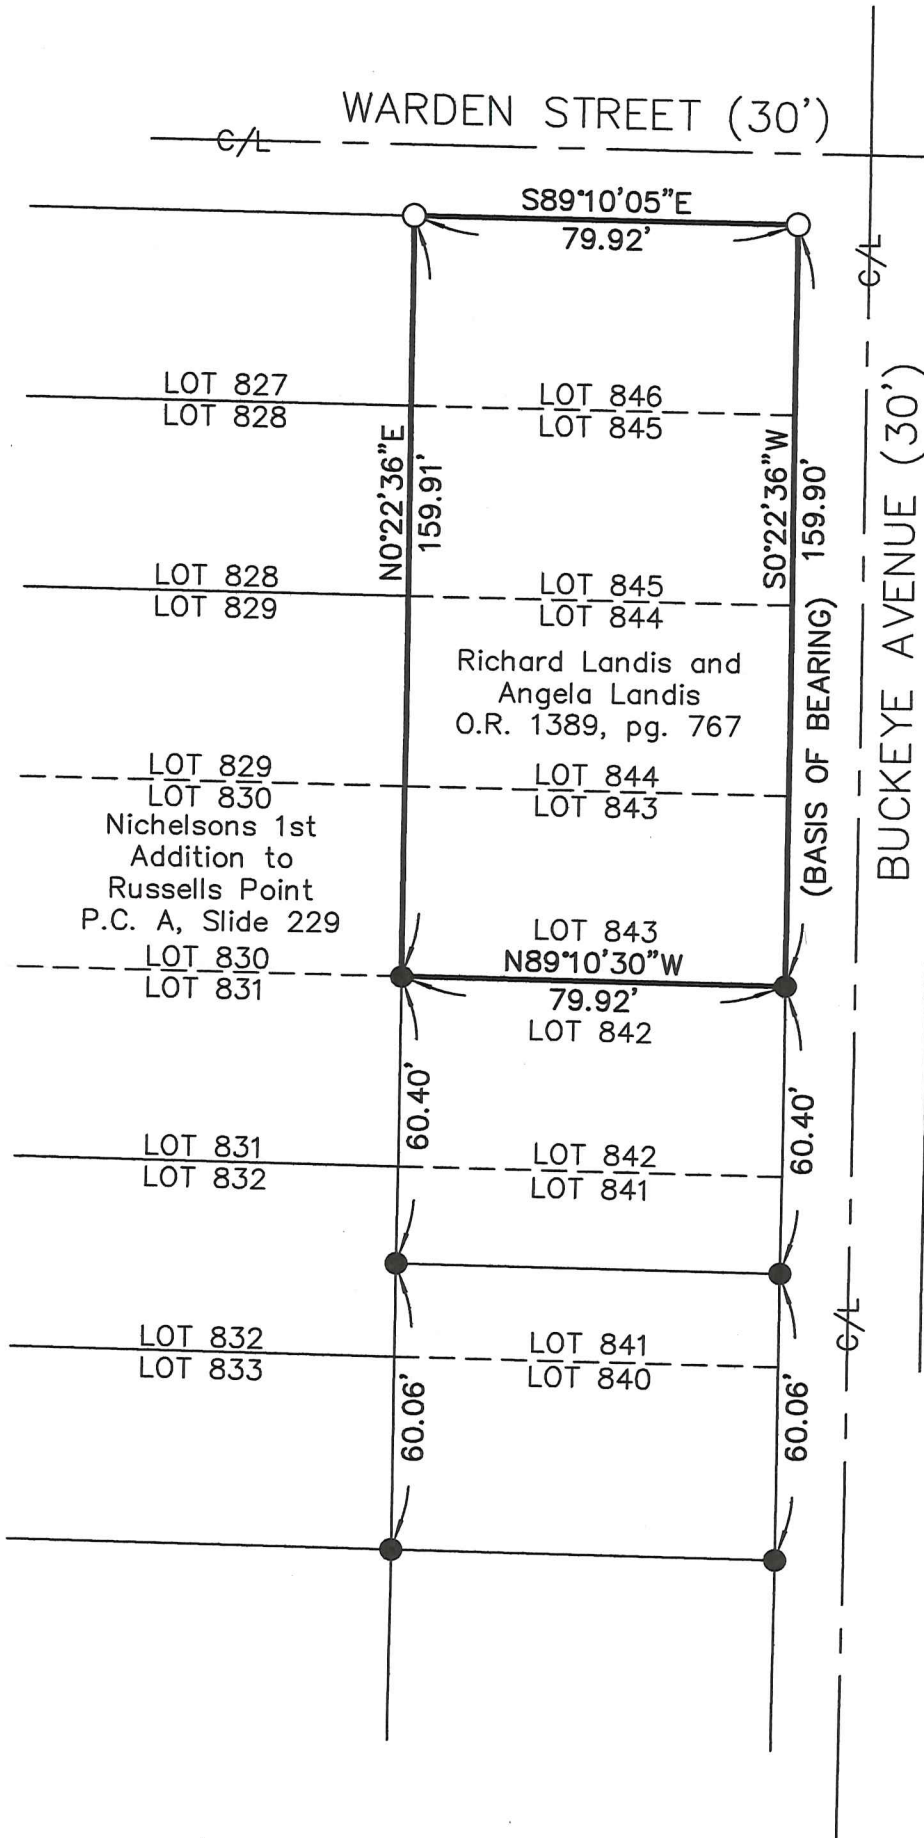 WARDEN STREET (30')
C/L
S89°10'05"E
79.92'
C/L
LOT 827
LOT 828
LOT 846
LOT 845
N0°22'36"E
159.91'
S0°22'36"W
159.90'
(BASIS OF BEARING)
BUCKEYE AVENUE (30')
LOT 828
LOT 829
LOT 845
LOT 844
Richard Landis and
Angela Landis
O.R. 1389, pg. 767
LOT 829
LOT 830
LOT 844
LOT 843
Nichelsons 1st
Addition to
Russells Point
P.C. A, Slide 229
LOT 830
LOT 831
LOT 843
N89°10'30"W
79.92'
LOT 842
60.40'
60.40'
LOT 831
LOT 832
LOT 842
LOT 841
C/L
LOT 832
LOT 833
LOT 841
LOT 840
60.06'
60.06'